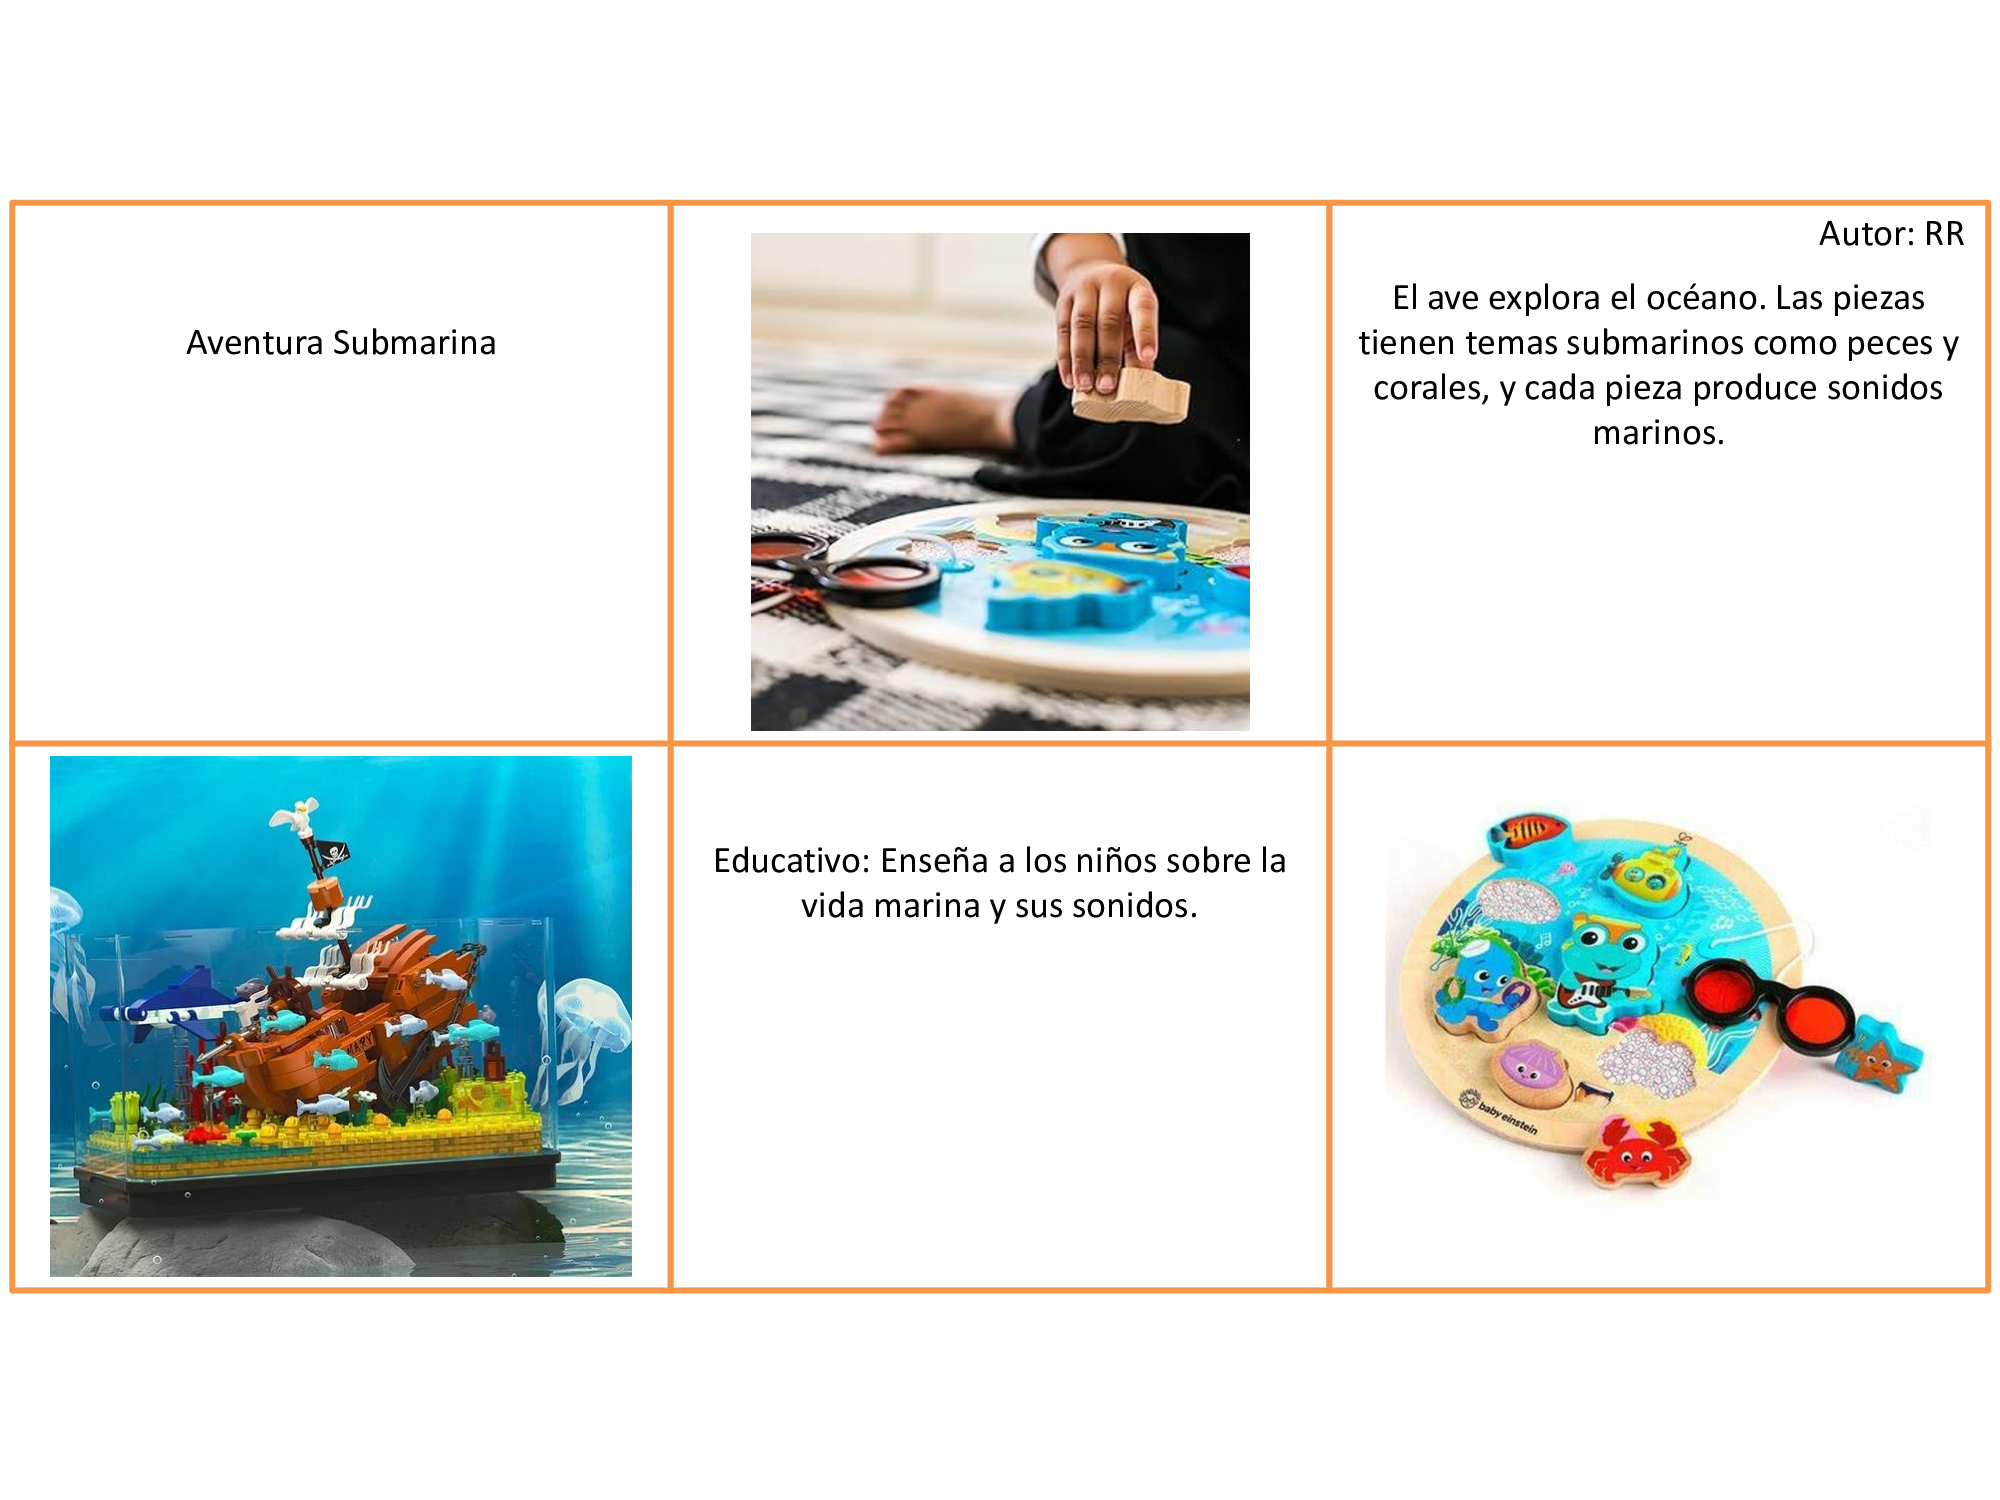 Aventura Submarina
Autor: RR
El ave explora el océano. Las piezas
tienen temas submarinos como peces y
corales, y cada pieza produce sonidos
marinos.
MARY
Educativo: Enseña a los niños sobre la
vida marina y sus sonidos.
baby einstein